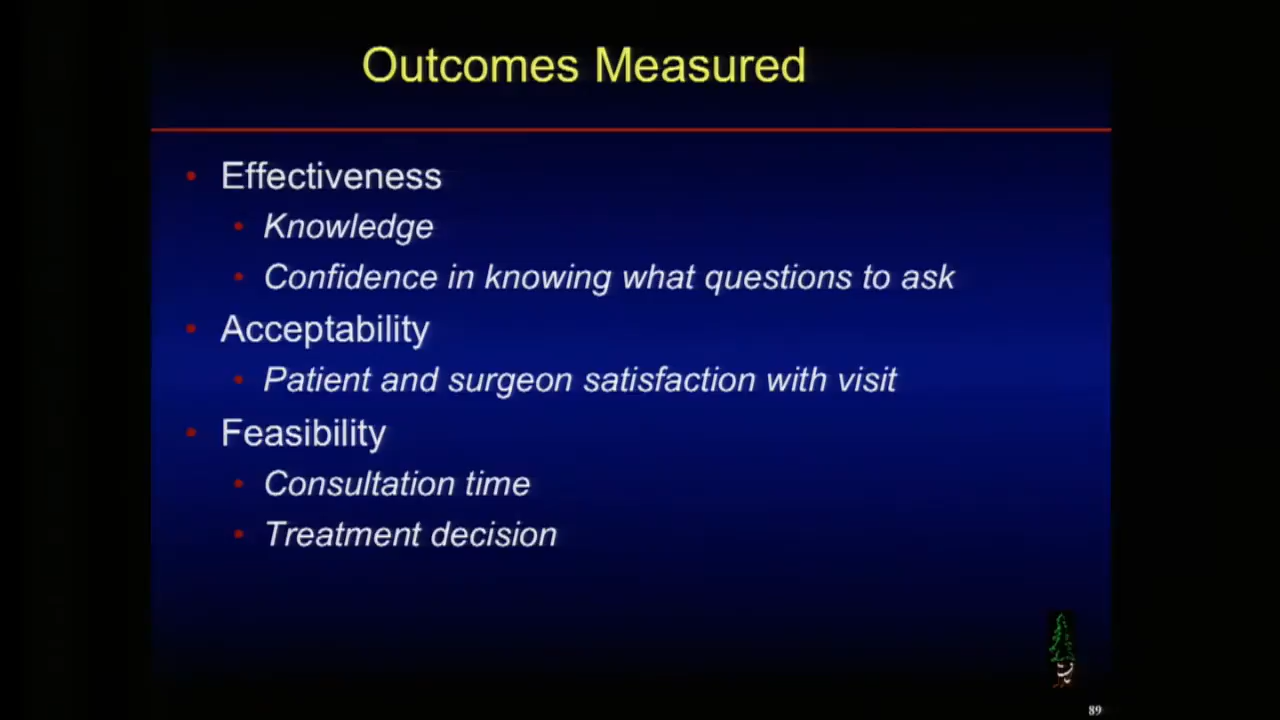 Outcomes Measured
• Effectiveness
• Knowledge
• Confidence in knowing what questions to ask
• Acceptability
• Patient and surgeon satisfaction with visit
• Feasibility
• Consultation time
• Treatment decision
89